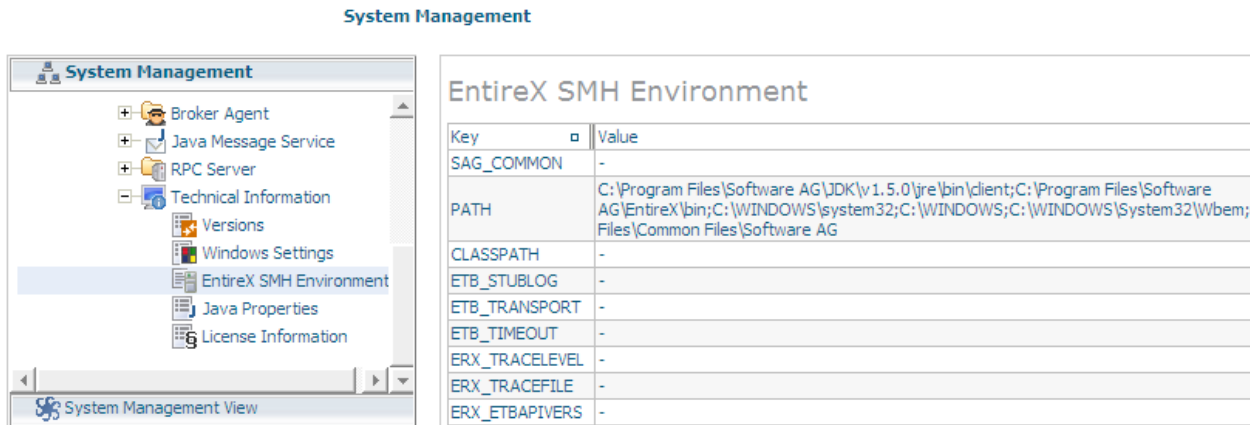 System Management
System Management
Broker Agent
Java Message Service
RPC Server
Technical Information
Versions
Windows Settings
EntireX SMH Environment
Java Properties
License Information
System Management View
EntireX SMH Environment
Key Value
SAG_COMMON -
PATH C:\Program Files\Software AG\JDK\v1.5.0\jre\bin\client;C:\Program Files\Software
AG\EntireX\bin;C:\WINDOWS\system32;C:\WINDOWS;C:\WINDOWS\System32\Wbem;
Files\Common Files\Software AG
CLASSPATH -
ETB_STUBLOG -
ETB_TRANSPORT -
ETB_TIMEOUT -
ERX_TRACELEVEL -
ERX_TRACEFILE -
ERX_ETBAPIVERS -